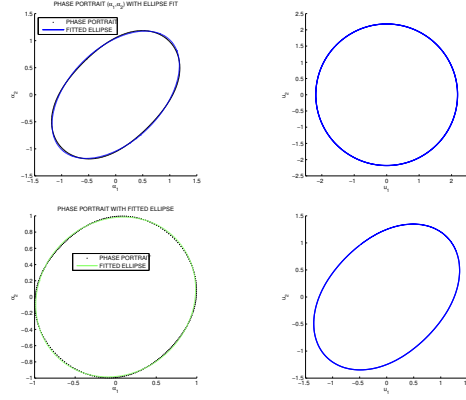 PHASE PORTRAIT (α₁,α₂) WITH ELLIPSE FIT
PHASE PORTRAIT
FITTED ELLIPSE
1.5
1
0.5
0
−0.5
−1
−1.5
α₂
−1.5 −1 −0.5 0 0.5 1 1.5
α₁
2.5
2
1.5
1
0.5
0
−0.5
−1
−1.5
−2
−2.5
u₂
−2 −1 0 1 2
u₁
PHASE PORTRAIT WITH FITTED ELLIPSE
PHASE PORTRAIT
FITTED ELLIPSE
1
0.8
0.6
0.4
0.2
0
−0.2
−0.4
−0.6
−0.8
−1
α₂
−1 −0.5 0 0.5 1
α₁
1.5
1
0.5
0
−0.5
−1
−1.5
u₂
−1 −0.5 0 0.5 1
u₁